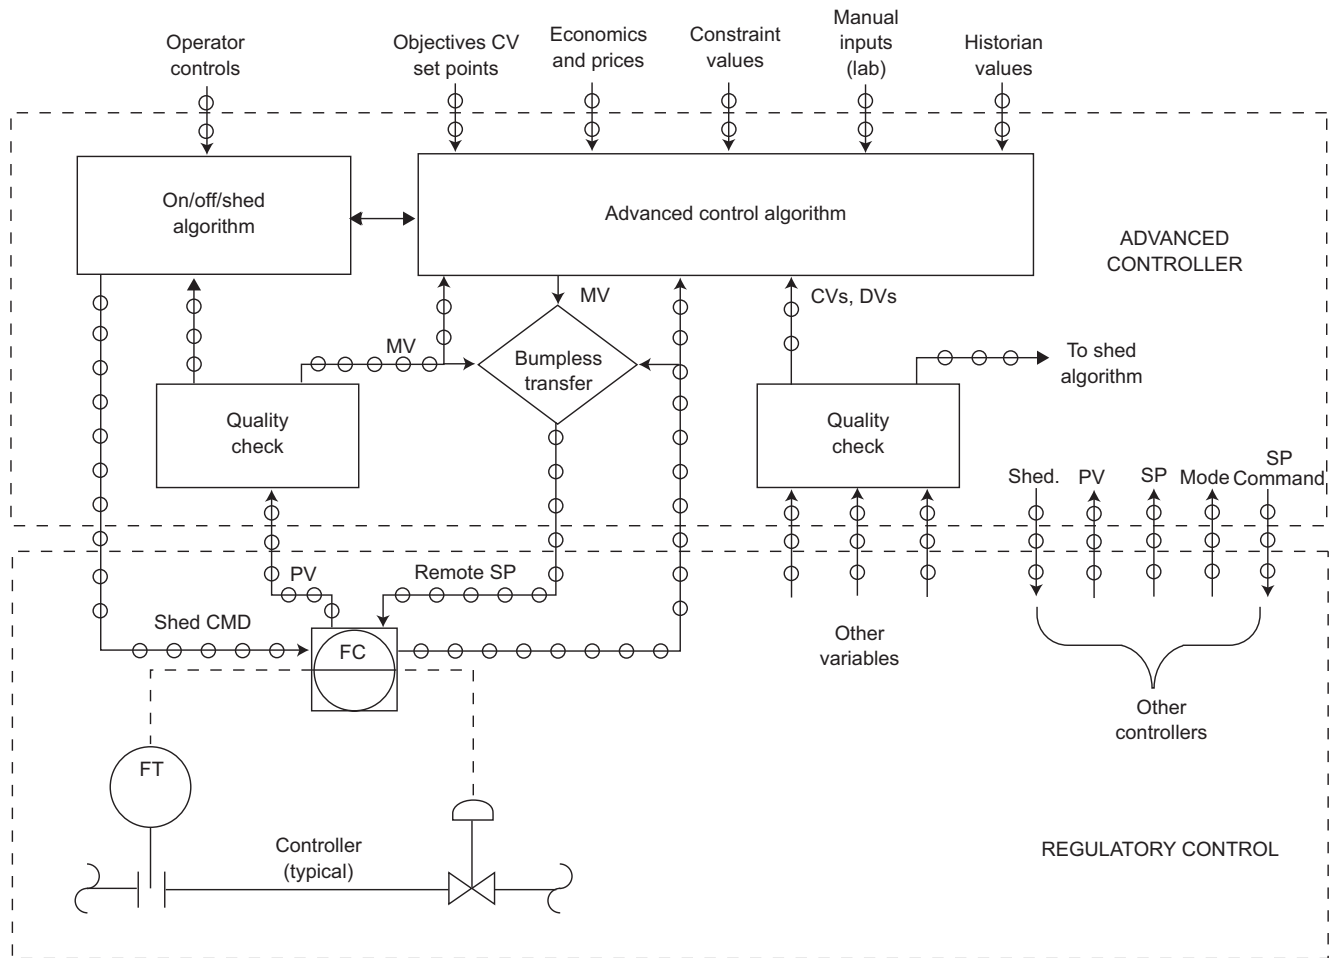 Operator
controls
Objectives CV
set points
Economics
and prices
Constraint
values
Manual
inputs
(lab)
Historian
values
On/off/shed
algorithm
Advanced control algorithm
ADVANCED
CONTROLLER
MV
CVs, DVs
MV
Bumpless
transfer
To shed
algorithm
Quality
check
Quality
check
Shed.
PV
SP
Mode
SP
Command
PV
Remote SP
Shed CMD
FC
Other
variables
Other
controllers
FT
Controller
(typical)
REGULATORY CONTROL